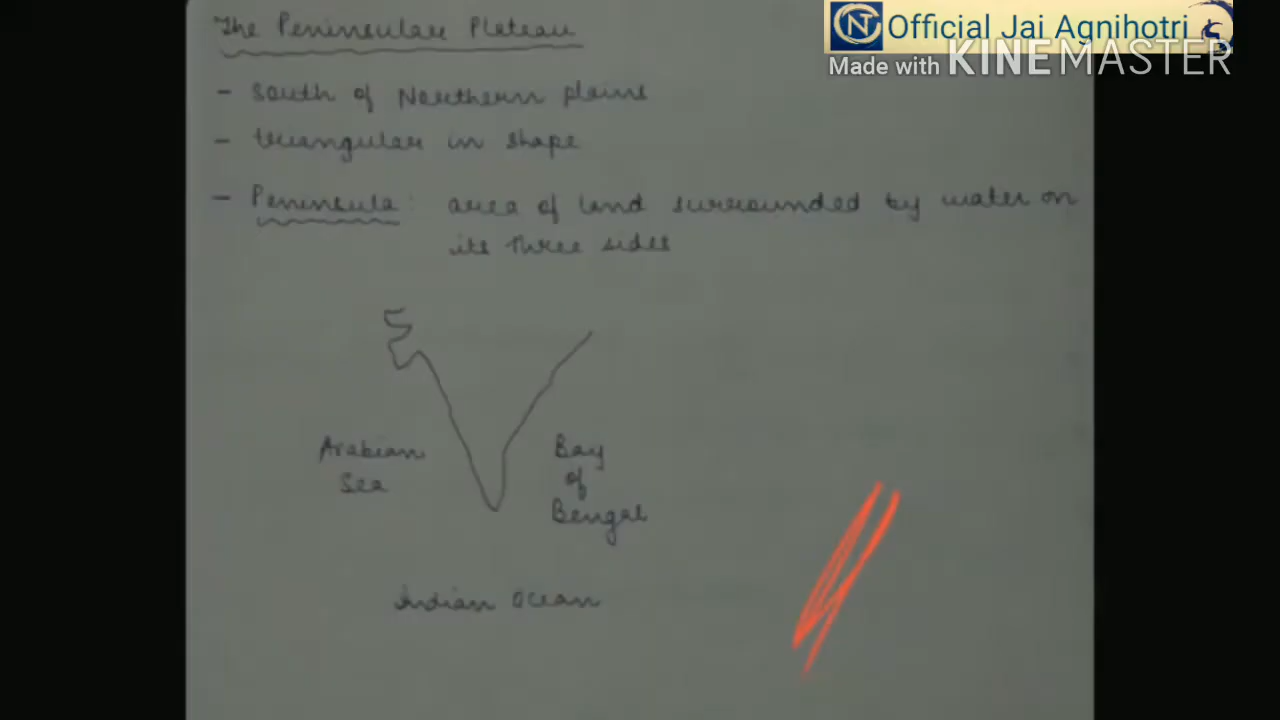 Official Jai Agnihotri
Made with KINEMASTER
The Peninsular Plateau
- South of Northern plains
- triangular in shape
- Peninsula: area of land surrounded by water on
its three sides
Arabian
Sea
Bay
of
Bengal
Indian Ocean